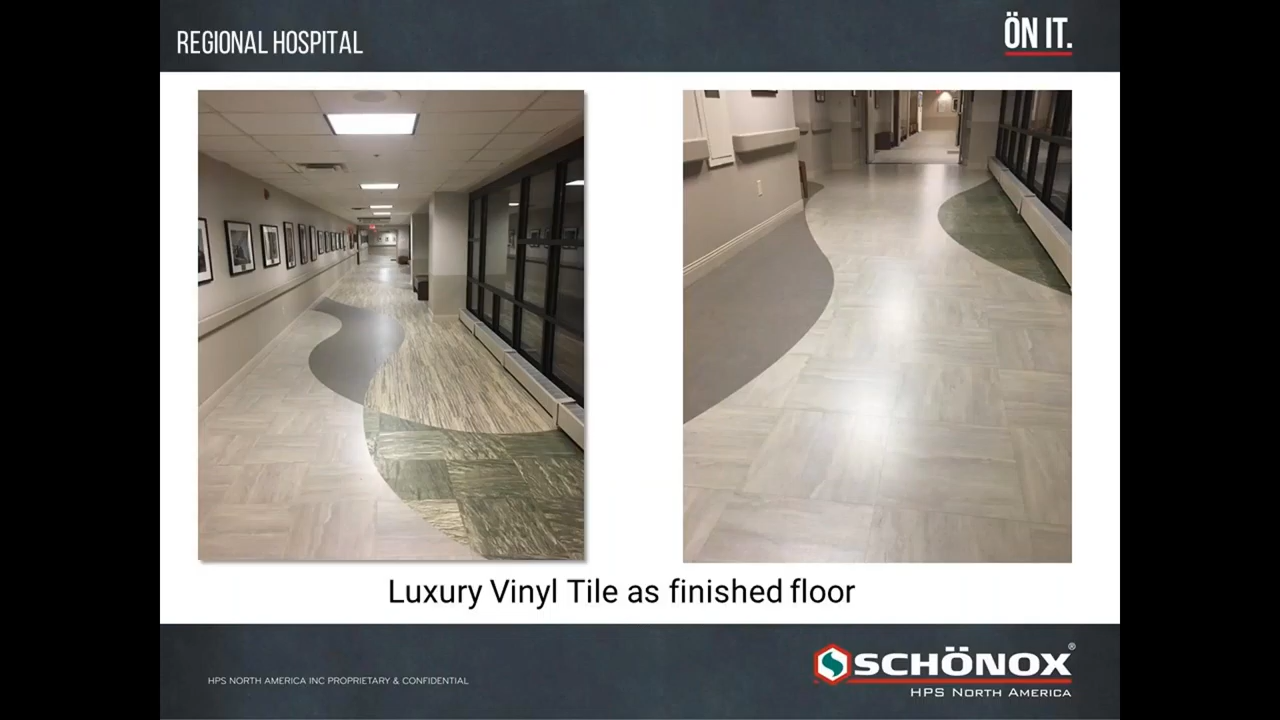 REGIONAL HOSPITAL
ÖN IT.
Luxury Vinyl Tile as finished floor
HPS NORTH AMERICA INC PROPRIETARY & CONFIDENTIAL
SCHÖNOX®
HPS NORTH AMERICA